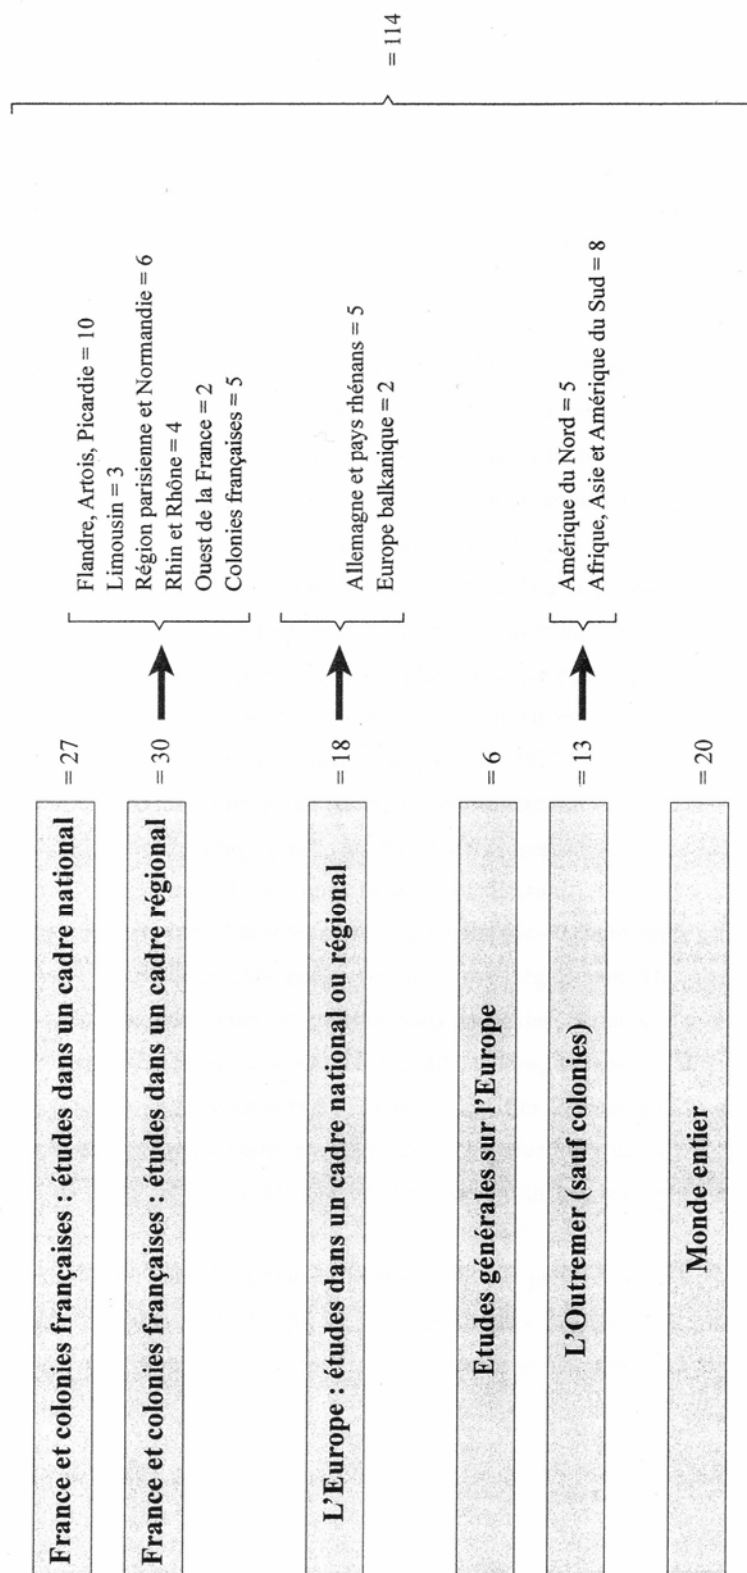 France et colonies françaises : études dans un cadre national
= 27
France et colonies françaises : études dans un cadre régional
= 30
Flandre, Artois, Picardie = 10
Limousin = 3
Région parisienne et Normandie = 6
Rhin et Rhône = 4
Ouest de la France = 2
Colonies françaises = 5
L'Europe : études dans un cadre national ou régional
= 18
Allemagne et pays rhénans = 5
Europe balkanique = 2
Etudes générales sur l'Europe
= 6
L'Outremer (sauf colonies)
= 13
Amérique du Nord = 5
Afrique, Asie et Amérique du Sud = 8
Monde entier
= 20
= 114